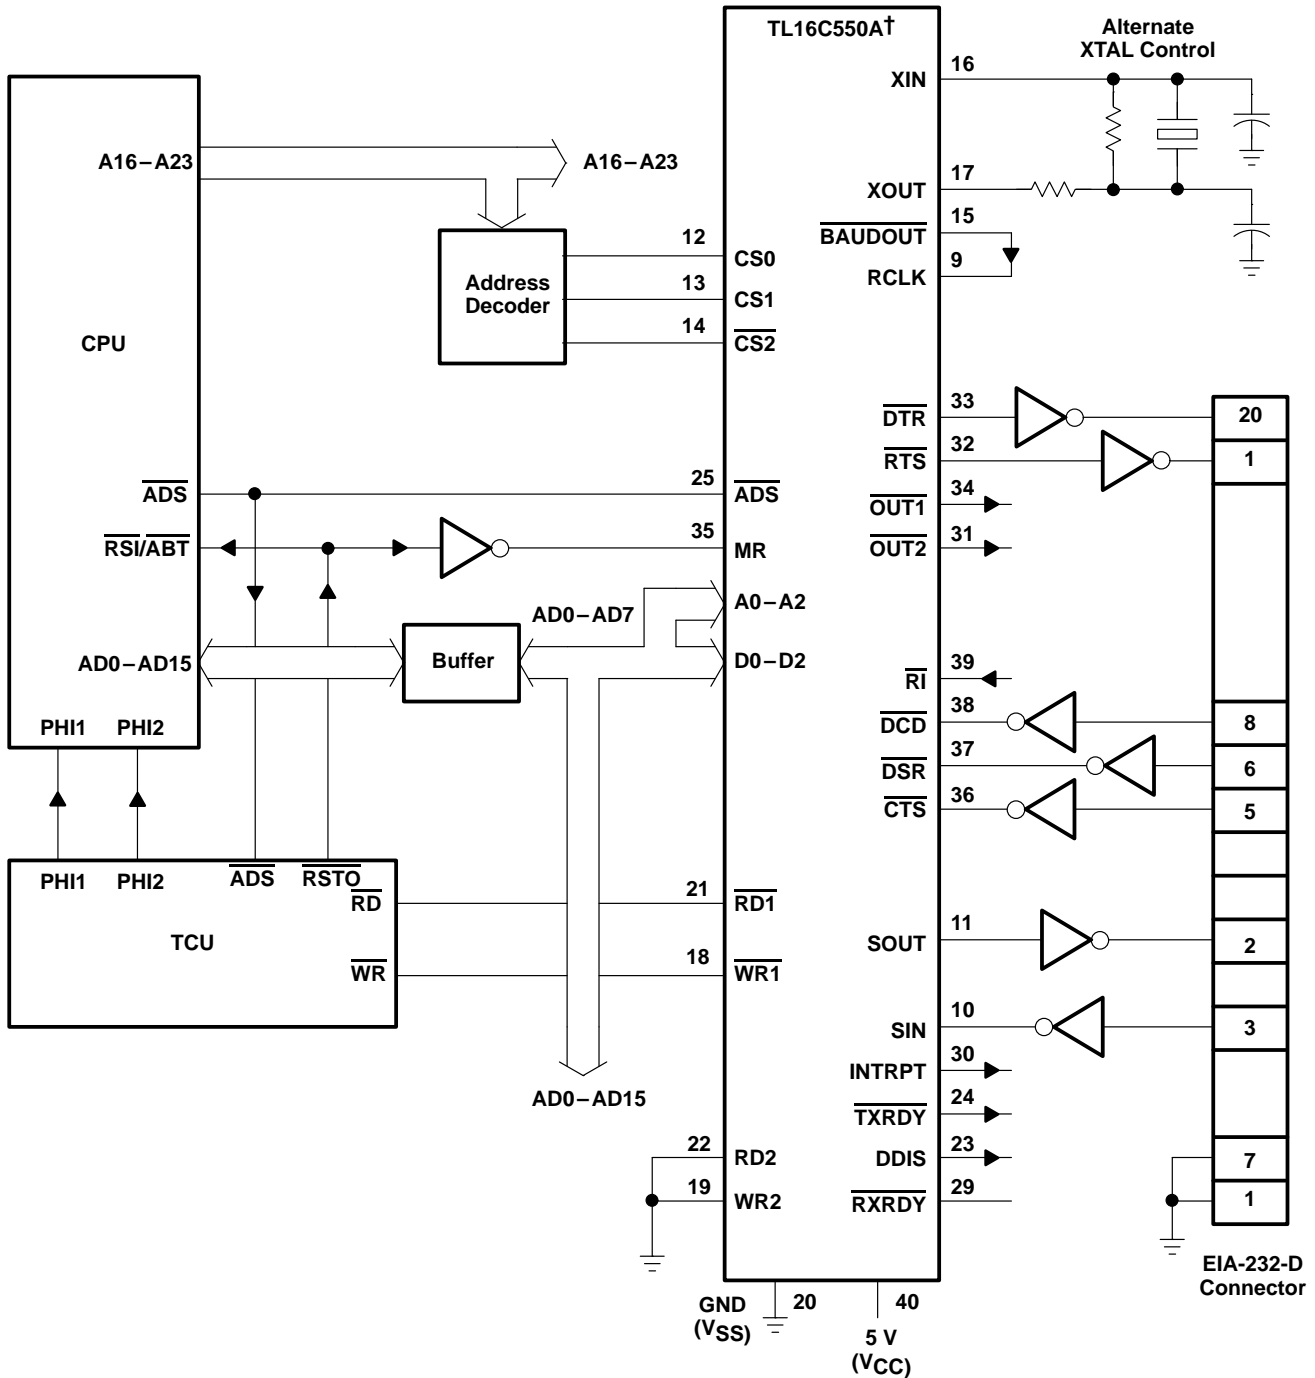 TL16C550A†
Alternate
XTAL Control
XIN 16
A16–A23
A16–A23
XOUT 17
BAUDOUT 15
RCLK 9
12 CS0
Address
Decoder
13 CS1
14 CS2
CPU
DTR 33
20
RTS 32
1
ADS
25 ADS
OUT1 34
RSI/ABT
35 MR
OUT2 31
AD0–AD7
A0–A2
AD0–AD15
Buffer
D0–D2
RI 39
DCD 38
8
PHI1 PHI2
DSR 37
6
CTS 36
5
PHI1 PHI2 ADS RSTO
RD
21 RD1
TCU
SOUT 11
2
WR
18 WR1
SIN 10
3
INTRPT 30
AD0–AD15
TXRDY 24
22 RD2
DDIS 23
7
19 WR2
RXRDY 29
1
EIA-232-D
Connector
GND
(VSS)
20
40
5 V
(VCC)